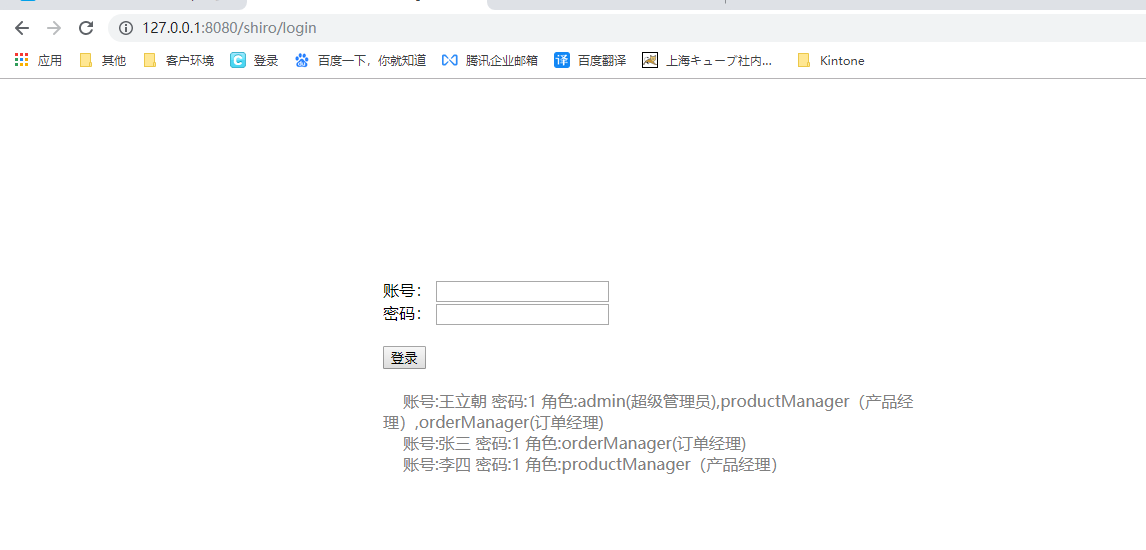 127.0.0.1:8080/shiro/login
应用 其他 客户环境 登录 百度一下，你就知道 腾讯企业邮箱 译 百度翻译 上海キューブ社内... Kintone
账号：
密码：
登录
账号:王立朝 密码:1 角色:admin(超级管理员),productManager（产品经
理）,orderManager(订单经理)
账号:张三 密码:1 角色:orderManager(订单经理)
账号:李四 密码:1 角色:productManager（产品经理）